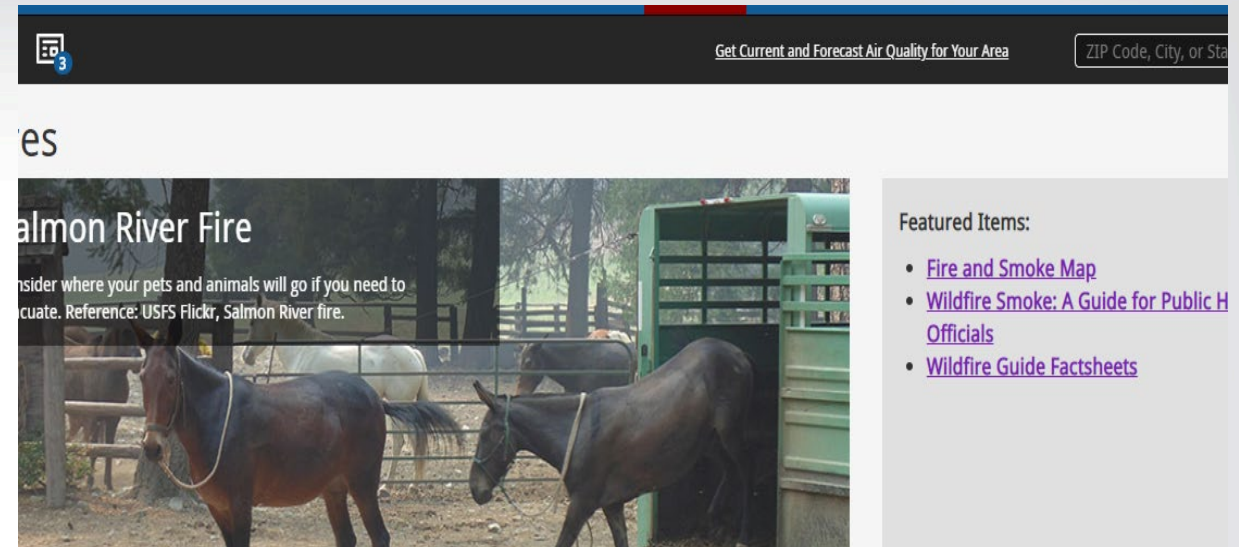 3
Get Current and Forecast Air Quality for Your Area
ZIP Code, City, or Sta
es
almon River Fire
nsider where your pets and animals will go if you need to
acuate. Reference: USFS Flickr, Salmon River fire.
Featured Items:
• Fire and Smoke Map
• Wildfire Smoke: A Guide for Public H
Officials
• Wildfire Guide Factsheets